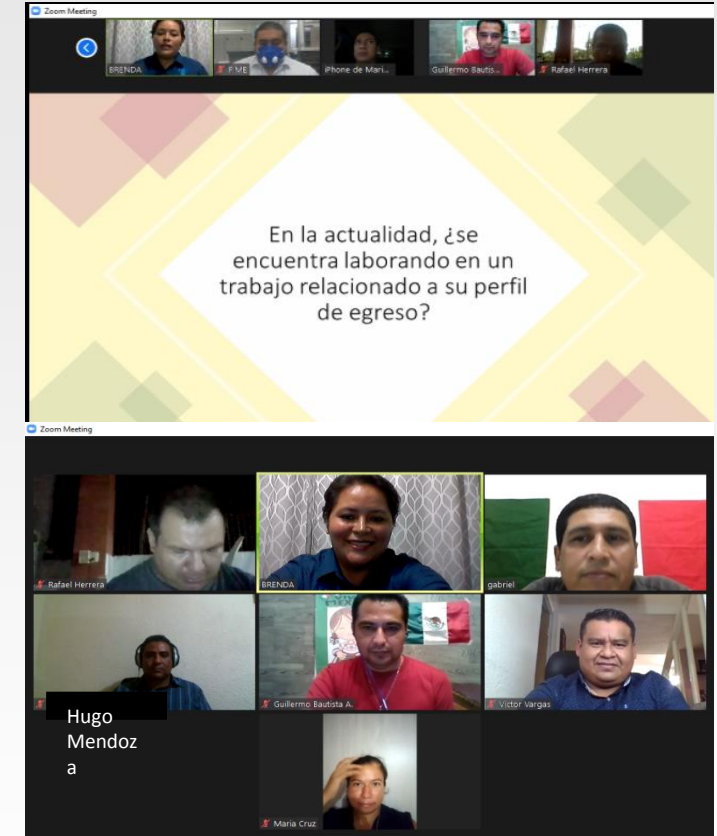 Zoom Meeting
BRENDA
F I ME
iPhone de Mari...
Guillermo Bautis...
Rafael Herrera
En la actualidad, ¿se
encuentra laborando en un
trabajo relacionado a su perfil
de egreso?
Zoom Meeting
Rafael Herrera
BRENDA
gabriel
Hugo
Mendoz
a
Guillermo Bautista A.
Victor Vargas
Maria Cruz